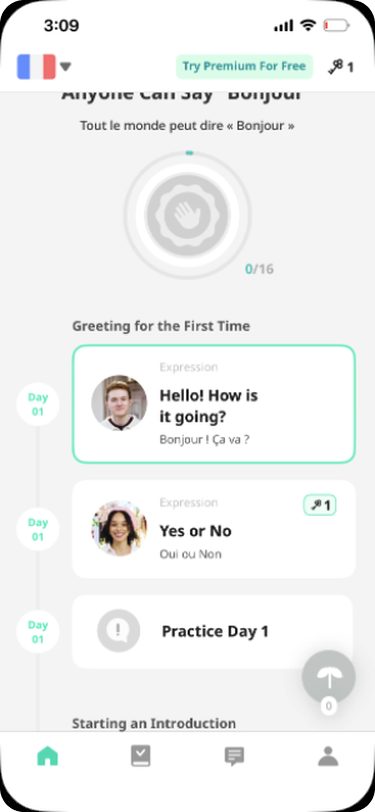 3:09
Try Premium For Free
1
Anyone Can Say "Bonjour"
Tout le monde peut dire « Bonjour »
0/16
Greeting for the First Time
Day
01
Expression
Hello! How is
it going?
Bonjour ! Ça va ?
Day
01
Expression
1
Yes or No
Oui ou Non
Day
01
Practice Day 1
0
Starting an Introduction